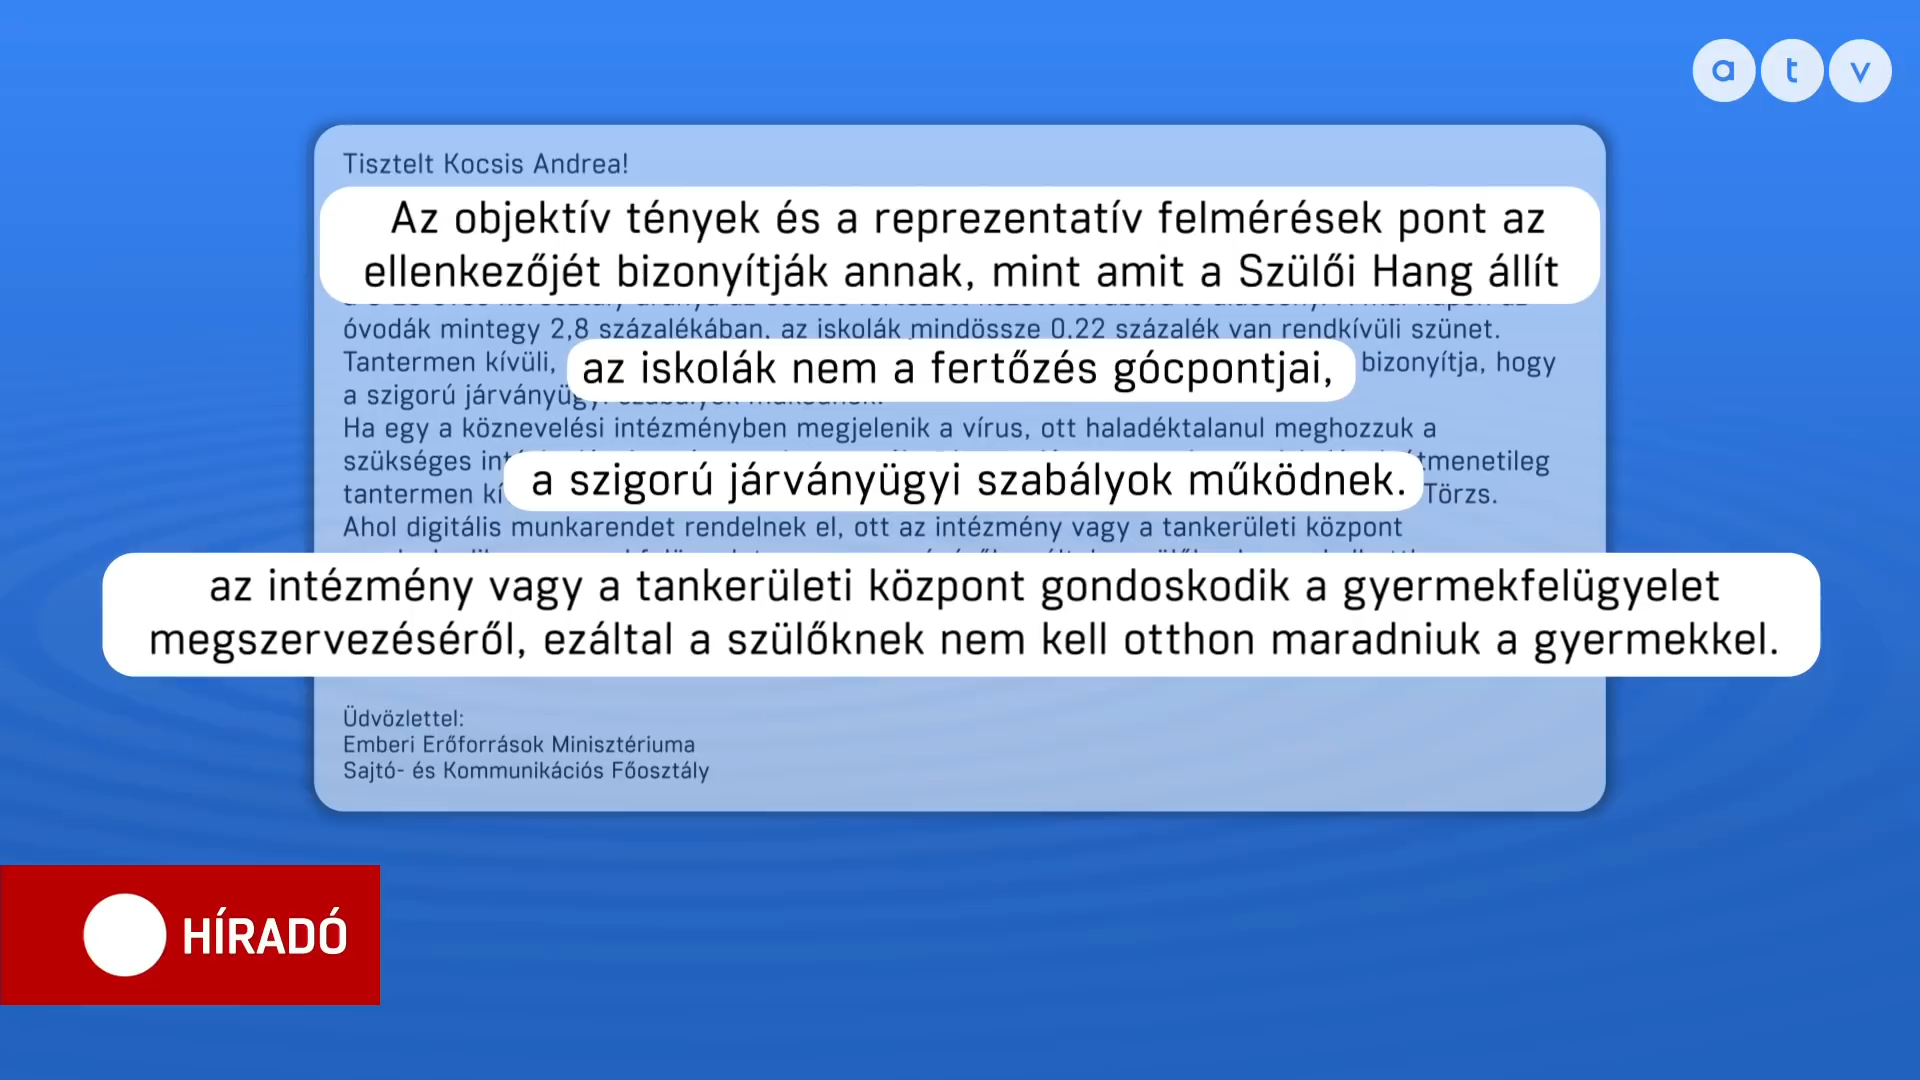 a t v
Tisztelt Kocsis Andrea!
Az objektív tények és a reprezentatív felmérések pont az
ellenkezőjét bizonyítják annak, mint amit a Szülői Hang állít
óvodák mintegy 2,8 százalékában, az iskolák mindössze 0,22 százalék van rendkívüli szünet.
Tantermen kívüli, az iskolák nem a fertőzés gócpontjai, bizonyítja, hogy
a szigorú
Ha egy a köznevelési intézményben megjelenik a vírus, ott haladéktalanul meghozzuk a
szükséges
a szigorú járványügyi szabályok működnek.
tantermen Törzs.
Ahol digitális munkarendet rendelnek el, ott az intézmény vagy a tankerületi központ
az intézmény vagy a tankerületi központ gondoskodik a gyermekfelügyelet
megszervezéséről, ezáltal a szülőknek nem kell otthon maradniuk a gyermekkel.
Üdvözlettel:
Emberi Erőforrások Minisztériuma
Sajtó- és Kommunikációs Főosztály
HÍRADÓ